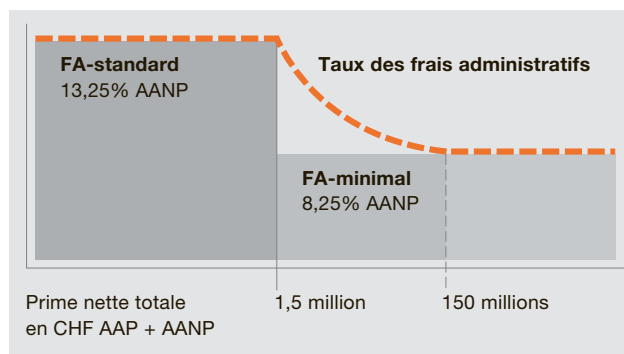 FA-standard
13,25% AANP
Taux des frais administratifs
FA-minimal
8,25% AANP
Prime nette totale
en CHF AAP + AANP
1,5 million
150 millions